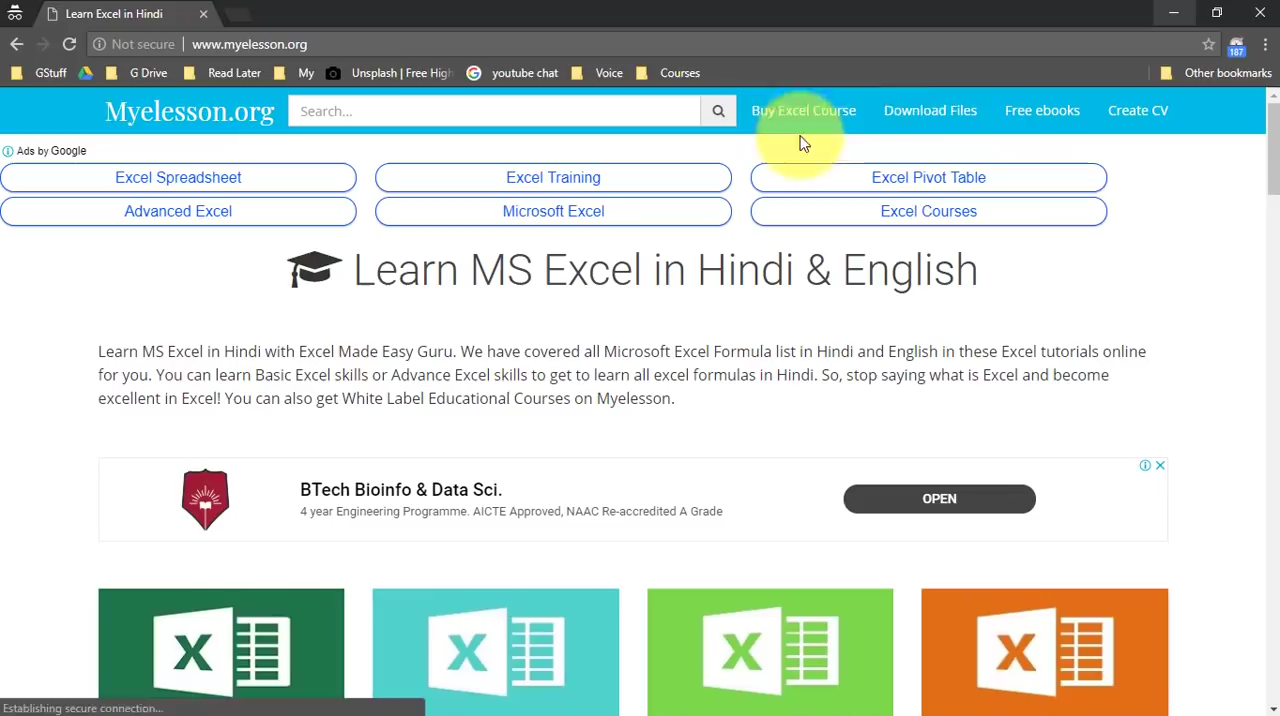 Learn Excel in Hindi
Not secure www.myelesson.org
187
GStuff G Drive Read Later My Unsplash | Free High youtube chat Voice Courses Other bookmarks
Myelesson.org Search... Buy Excel Course Download Files Free ebooks Create CV
Ads by Google
Excel Spreadsheet Excel Training Excel Pivot Table
Advanced Excel Microsoft Excel Excel Courses
Learn MS Excel in Hindi & English
Learn MS Excel in Hindi with Excel Made Easy Guru. We have covered all Microsoft Excel Formula list in Hindi and English in these Excel tutorials online
for you. You can learn Basic Excel skills or Advance Excel skills to get to learn all excel formulas in Hindi. So, stop saying what is Excel and become
excellent in Excel! You can also get White Label Educational Courses on Myelesson.
BTech Bioinfo & Data Sci.
4 year Engineering Programme. AICTE Approved, NAAC Re-accredited A Grade
OPEN
X X X X
Establishing secure connection...